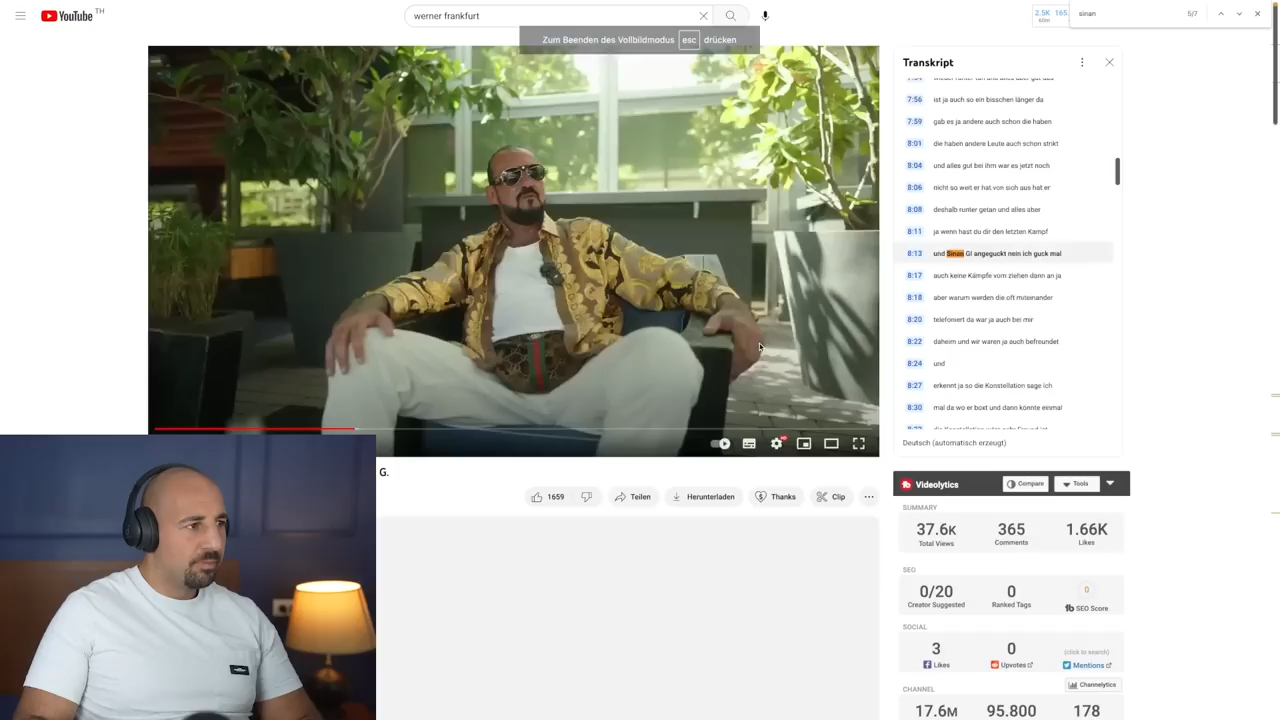 YouTube TH
werner frankfurt
sinan
5/7
Zum Beenden des Vollbildmodus esc drücken
Transkript
7:56 ist ja auch so ein bisschen länger da
7:59 gab es ja andere auch schon die haben
8:01 die haben andere Leute auch schon strikt
8:04 und alles gut bei ihm war es jetzt noch
8:06 nicht so weit er hat von sich aus hat er
8:08 deshalb runter getan und alles aber
8:11 ja wenn hast du dir den letzten Kampf
8:13 und Sinan GI angeguckt nein ich guck mal
8:17 auch keine Kämpfe vom ziehen dann an ja
8:18 aber warum werden die oft miteinander
8:20 telefoniert da war ja auch bei mir
8:22 daheim und wir waren ja auch befreundet
8:24 und
8:27 erkennt ja so die Konstellation sage ich
8:30 mal da wo er boxt und dann könnte einmal
Deutsch (automatisch erzeugt)
G.
1659
Teilen
Herunterladen
Thanks
Clip
Videolytics
Compare
Tools
SUMMARY
37.6K 365 1.66K
Total Views Comments Likes
SEO
0/20 0 0
Creator Suggested Ranked Tags SEO Score
SOCIAL
3 0 (click to search)
Likes Upvotes Mentions
Channelytics
CHANNEL
17.6M 95.800 178